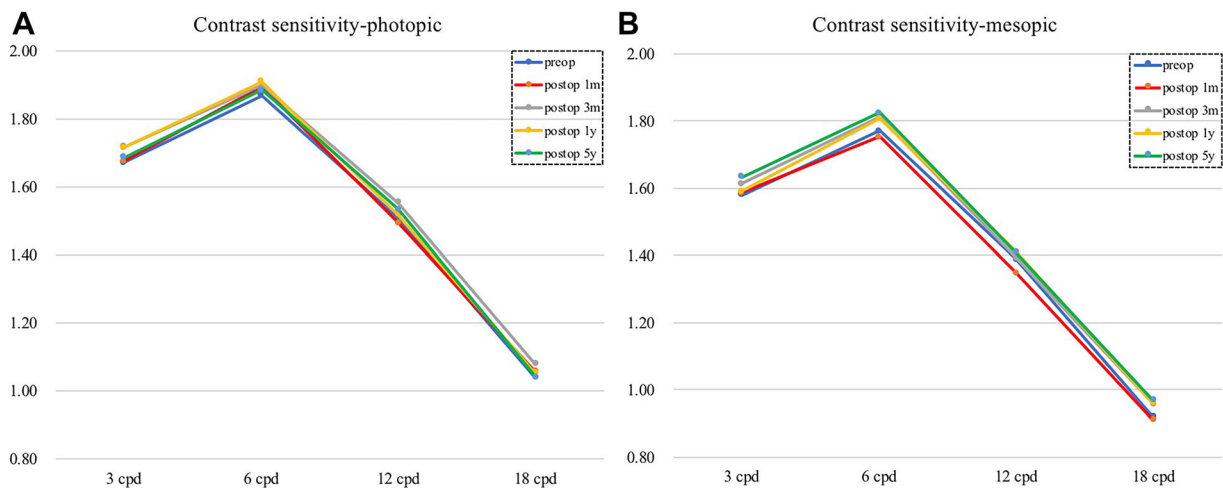 A
Contrast sensitivity-photopic
2.00
1.80
1.60
1.40
1.20
1.00
0.80
3 cpd
6 cpd
12 cpd
18 cpd
preop
postop 1m
postop 3m
postop 1y
postop 5y
B
Contrast sensitivity-mesopic
2.00
1.80
1.60
1.40
1.20
1.00
0.80
3 cpd
6 cpd
12 cpd
18 cpd
preop
postop 1m
postop 3m
postop 1y
postop 5y